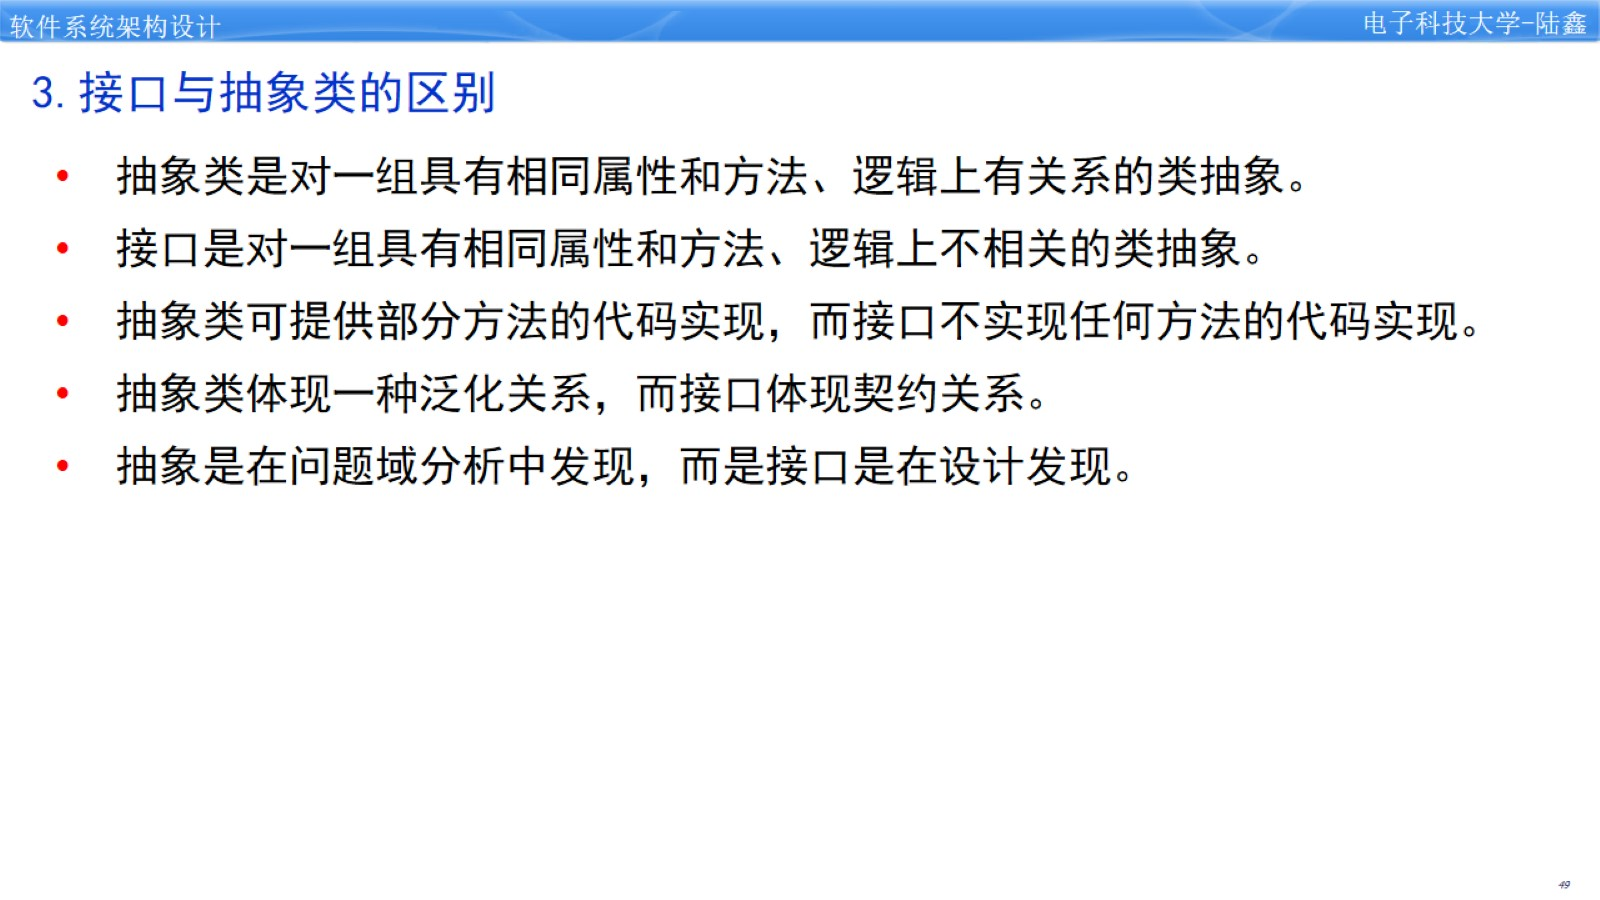 软件系统架构设计
电子科技大学-陆鑫
3. 接口与抽象类的区别
• 抽象类是对一组具有相同属性和方法、逻辑上有关系的类抽象。
• 接口是对一组具有相同属性和方法、逻辑上不相关的类抽象。
• 抽象类可提供部分方法的代码实现，而接口不实现任何方法的代码实现。
• 抽象类体现一种泛化关系，而接口体现契约关系。
• 抽象是在问题域分析中发现，而是接口是在设计发现。
49